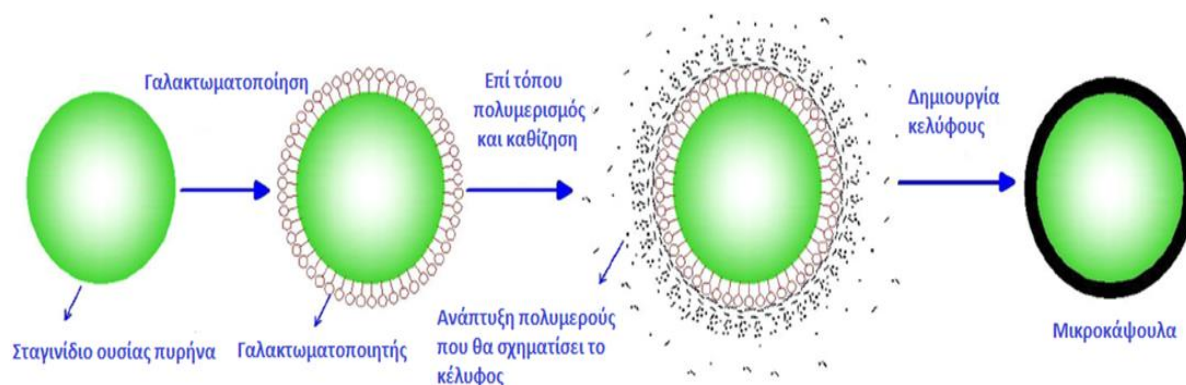 Γαλακτωματοποίηση
Επί τόπου
πολυμερισμός
και καθίζηση
Δημιουργία
κελύφους
Σταγινίδιο ουσίας πυρήνα
Γαλακτωματοποιητής
Ανάπτυξη πολυμερούς
που θα σχηματίσει το
κέλυφος
Μικροκάψουλα